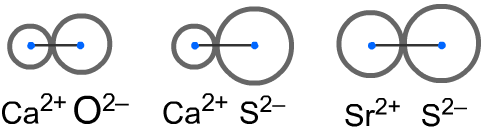 Ca²⁺ O²⁻ Ca²⁺ S²⁻ Sr²⁺ S²⁻